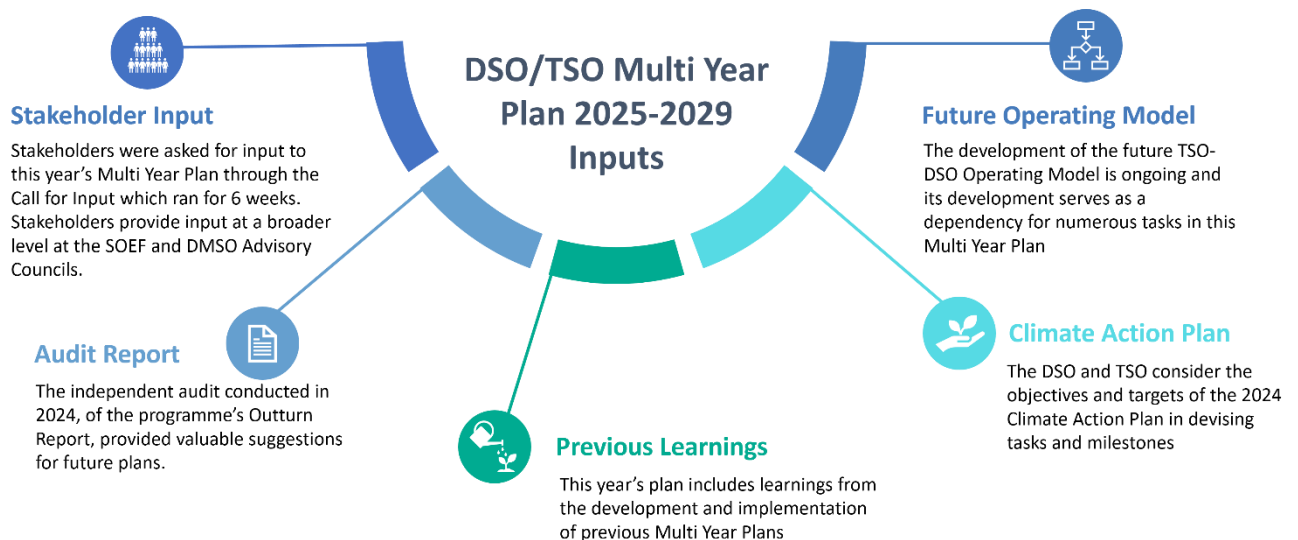 DSO/TSO Multi Year
Plan 2025-2029
Inputs
Stakeholder Input
Stakeholders were asked for input to
this year’s Multi Year Plan through the
Call for Input which ran for 6 weeks.
Stakeholders provide input at a broader
level at the SOEF and DMSO Advisory
Councils.
Audit Report
The independent audit conducted in
2024, of the programme’s Outturn
Report, provided valuable suggestions
for future plans.
Previous Learnings
This year’s plan includes learnings from
the development and implementation
of previous Multi Year Plans
Climate Action Plan
The DSO and TSO consider the
objectives and targets of the 2024
Climate Action Plan in devising
tasks and milestones
Future Operating Model
The development of the future TSO-
DSO Operating Model is ongoing and
its development serves as a
dependency for numerous tasks in this
Multi Year Plan